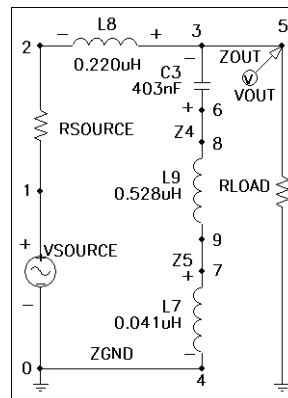 L8
2 − + 3 5
0.220uH
− ZOUT
C3 V
403nF VOUT
+ 6
RSOURCE Z4
8
L9
0.528uH RLOAD
1
9
+ VSOURCE Z5
+ 7
−
L7
0.041uH
ZGND −
0 4